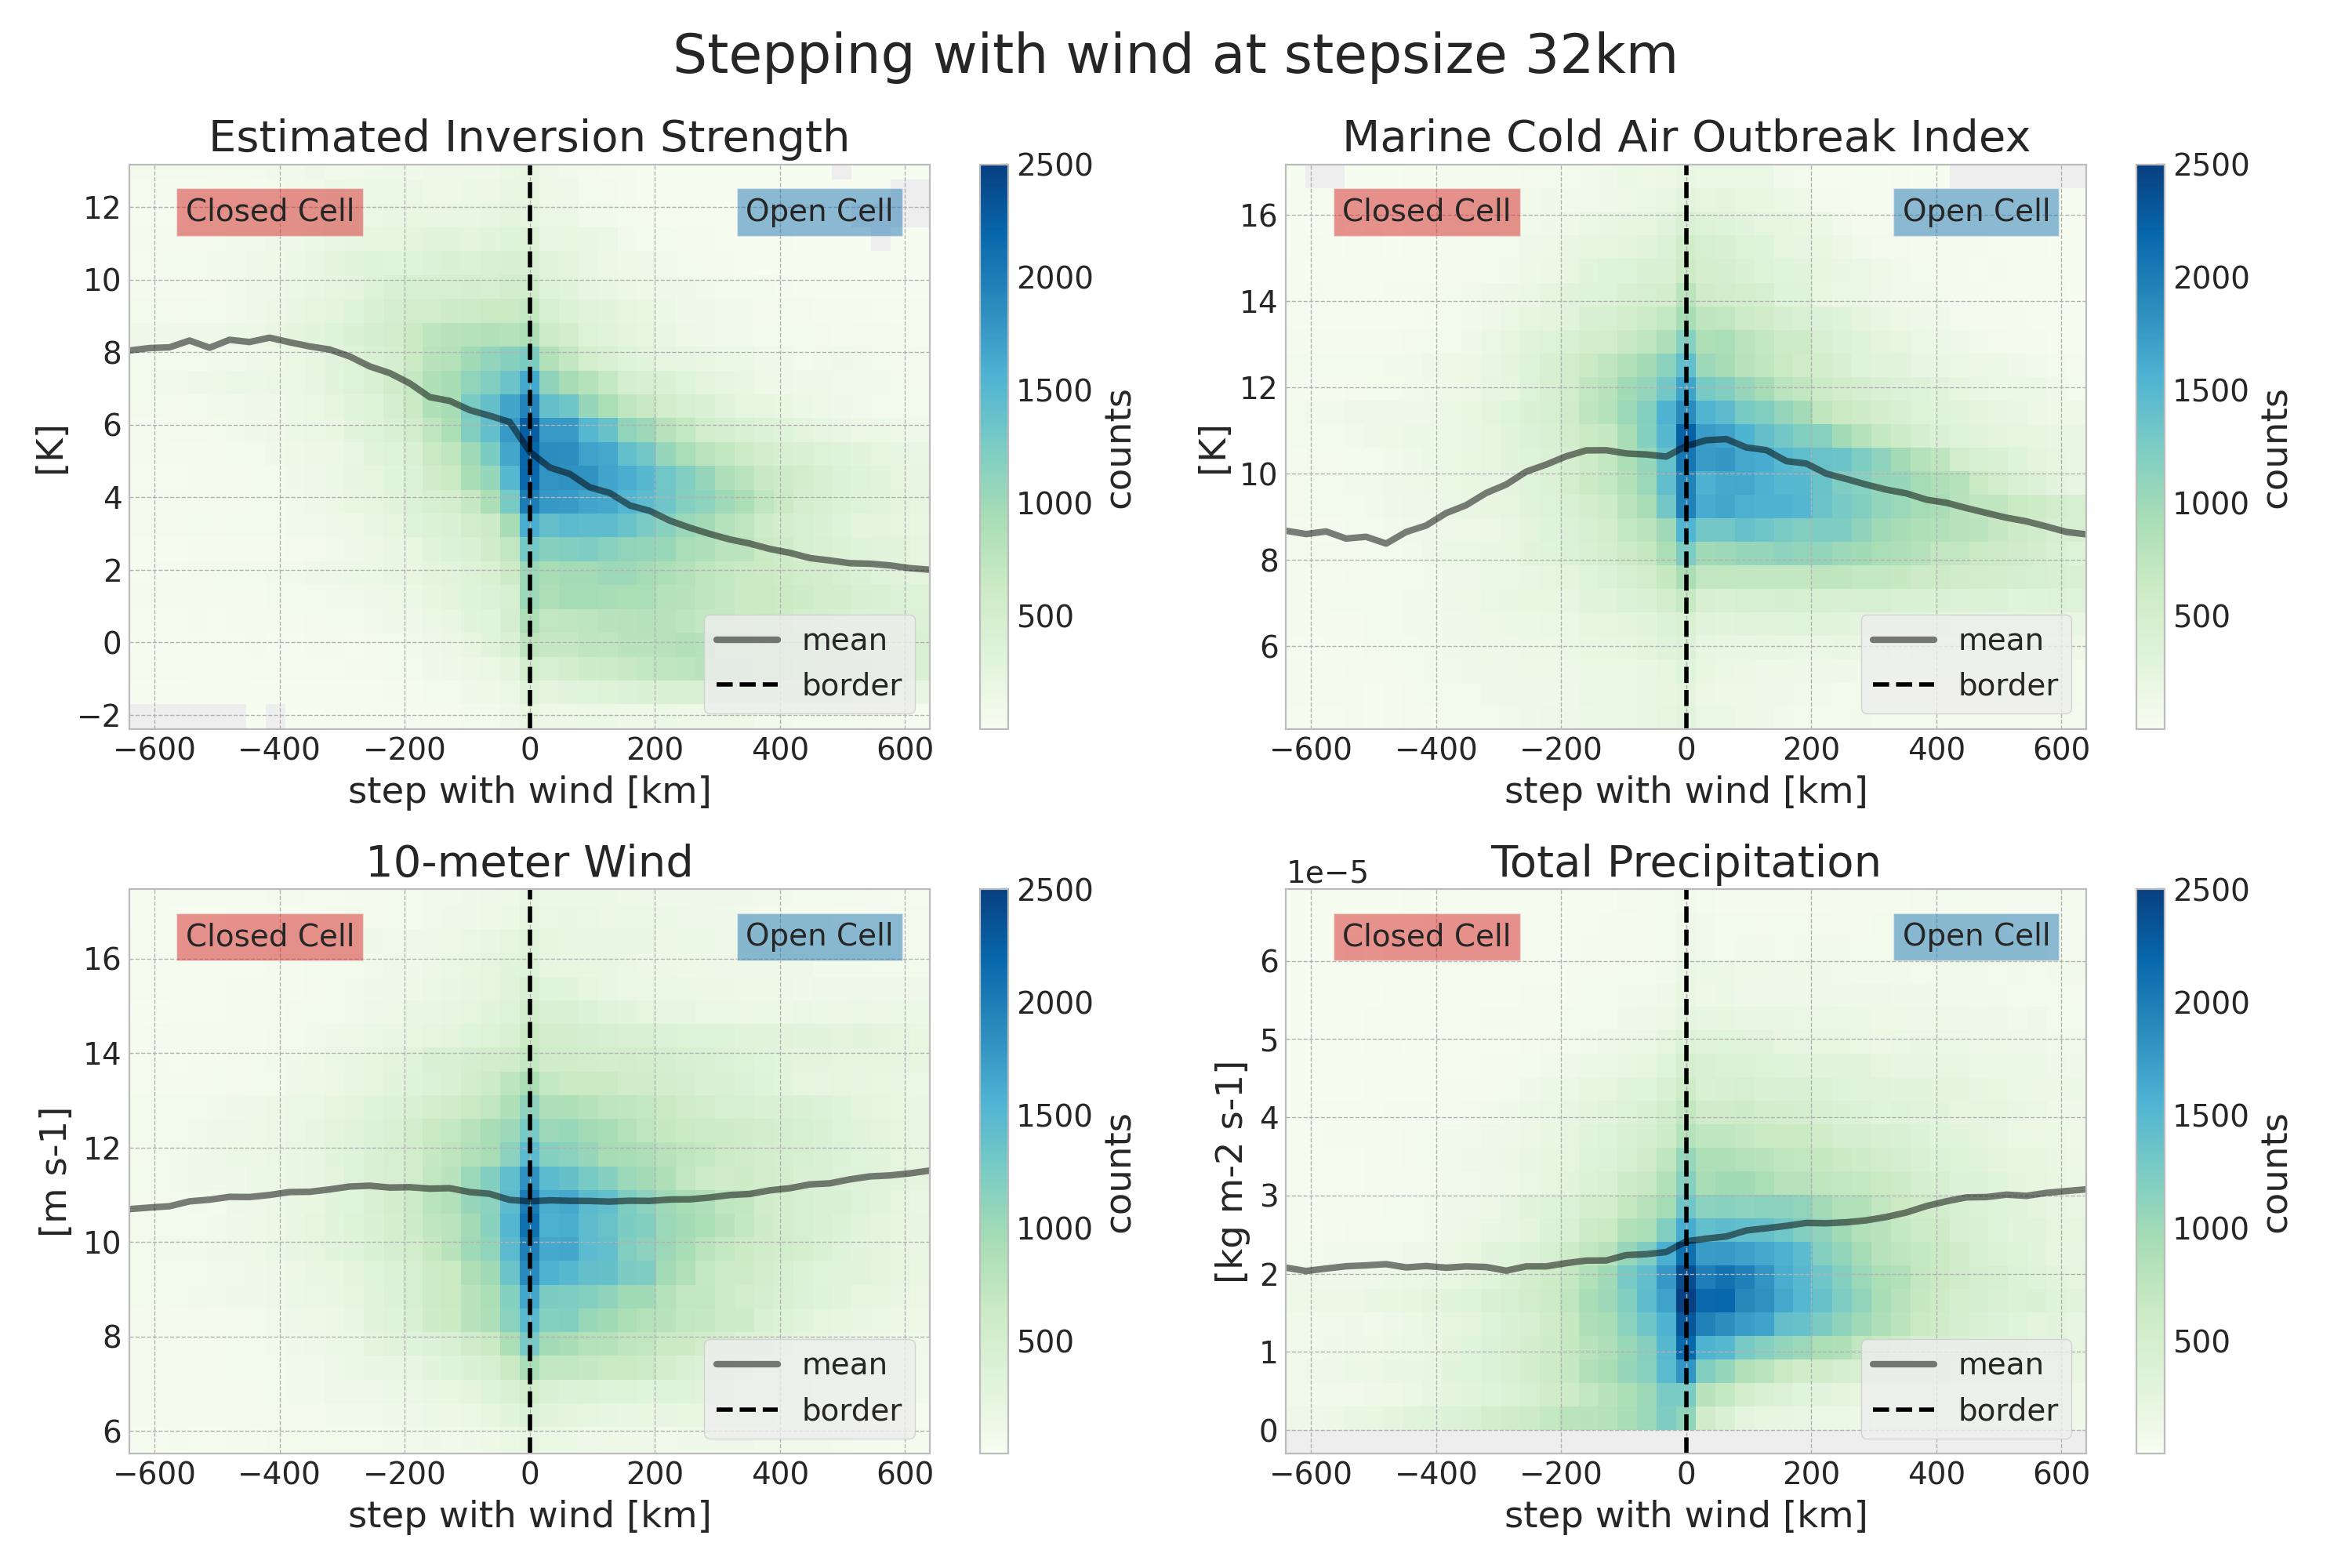 Stepping with wind at stepsize 32km
Estimated Inversion Strength
Closed Cell
Open Cell
12
10
8
6
4
2
0
−2
[K]
mean
border
−600 −400 −200 0 200 400 600
step with wind [km]
2500
2000
1500
1000
500
counts
Marine Cold Air Outbreak Index
Closed Cell
Open Cell
16
14
12
10
8
6
[K]
mean
border
−600 −400 −200 0 200 400 600
step with wind [km]
2500
2000
1500
1000
500
counts
10-meter Wind
Closed Cell
Open Cell
16
14
12
10
8
6
[m s-1]
mean
border
−600 −400 −200 0 200 400 600
step with wind [km]
2500
2000
1500
1000
500
counts
Total Precipitation
1e−5
Closed Cell
Open Cell
6
5
4
3
2
1
0
[kg m-2 s-1]
mean
border
−600 −400 −200 0 200 400 600
step with wind [km]
2500
2000
1500
1000
500
counts